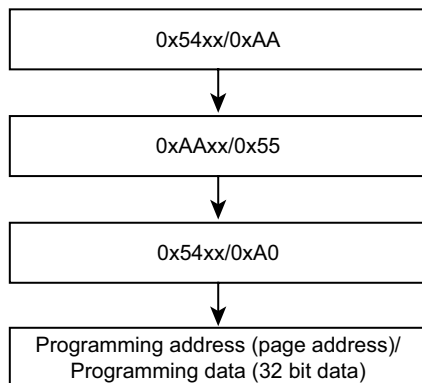 0x54xx/0xAA
0xAAxx/0x55
0x54xx/0xA0
Programming address (page address)/
Programming data (32 bit data)